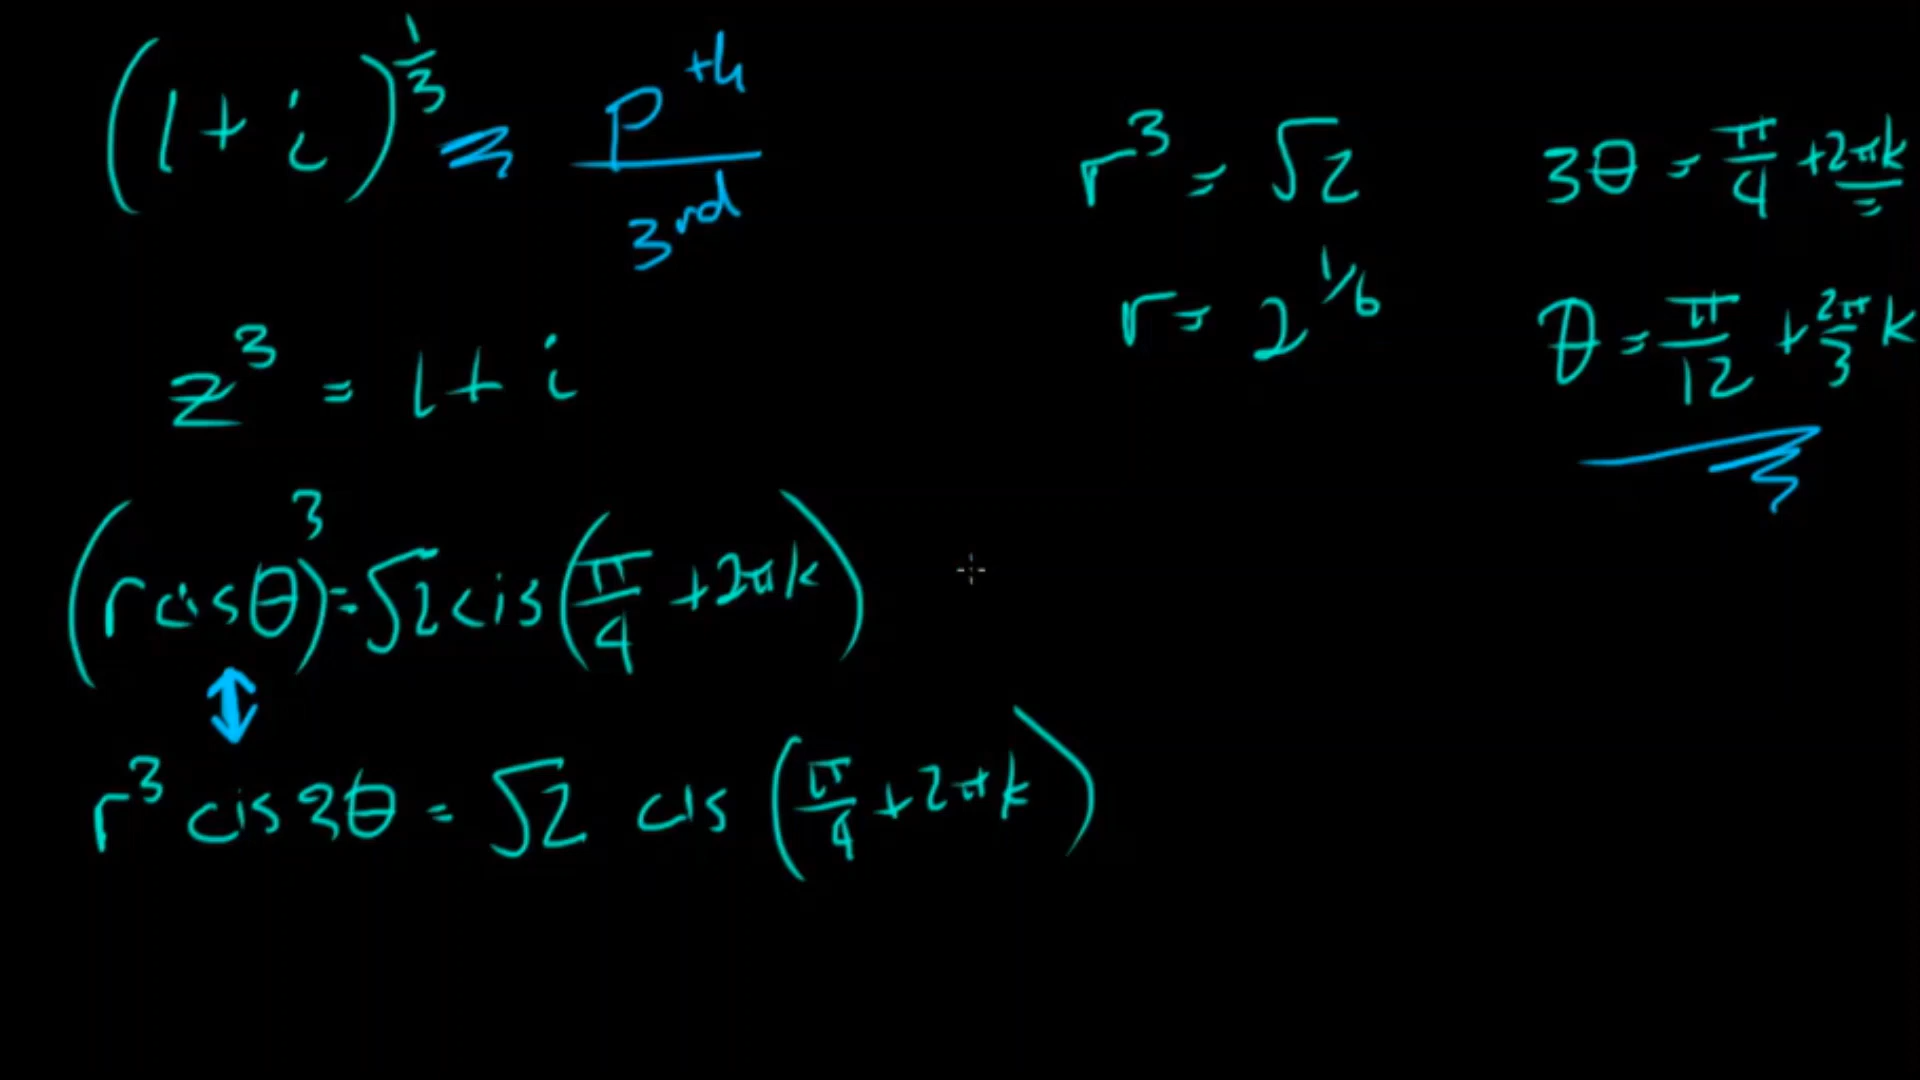 (1+i)^{1/3}
P^{th}
3^{rd}
z^3 = 1+i
(r cis θ)^3 = √2 cis(π/4 + 2πk)
r^3 cis 3θ = √2 cis (π/4 + 2πk)
r^3 = √2
r = 2^{1/6}
3θ = π/4 + 2πk
θ = π/12 + 2π/3 k